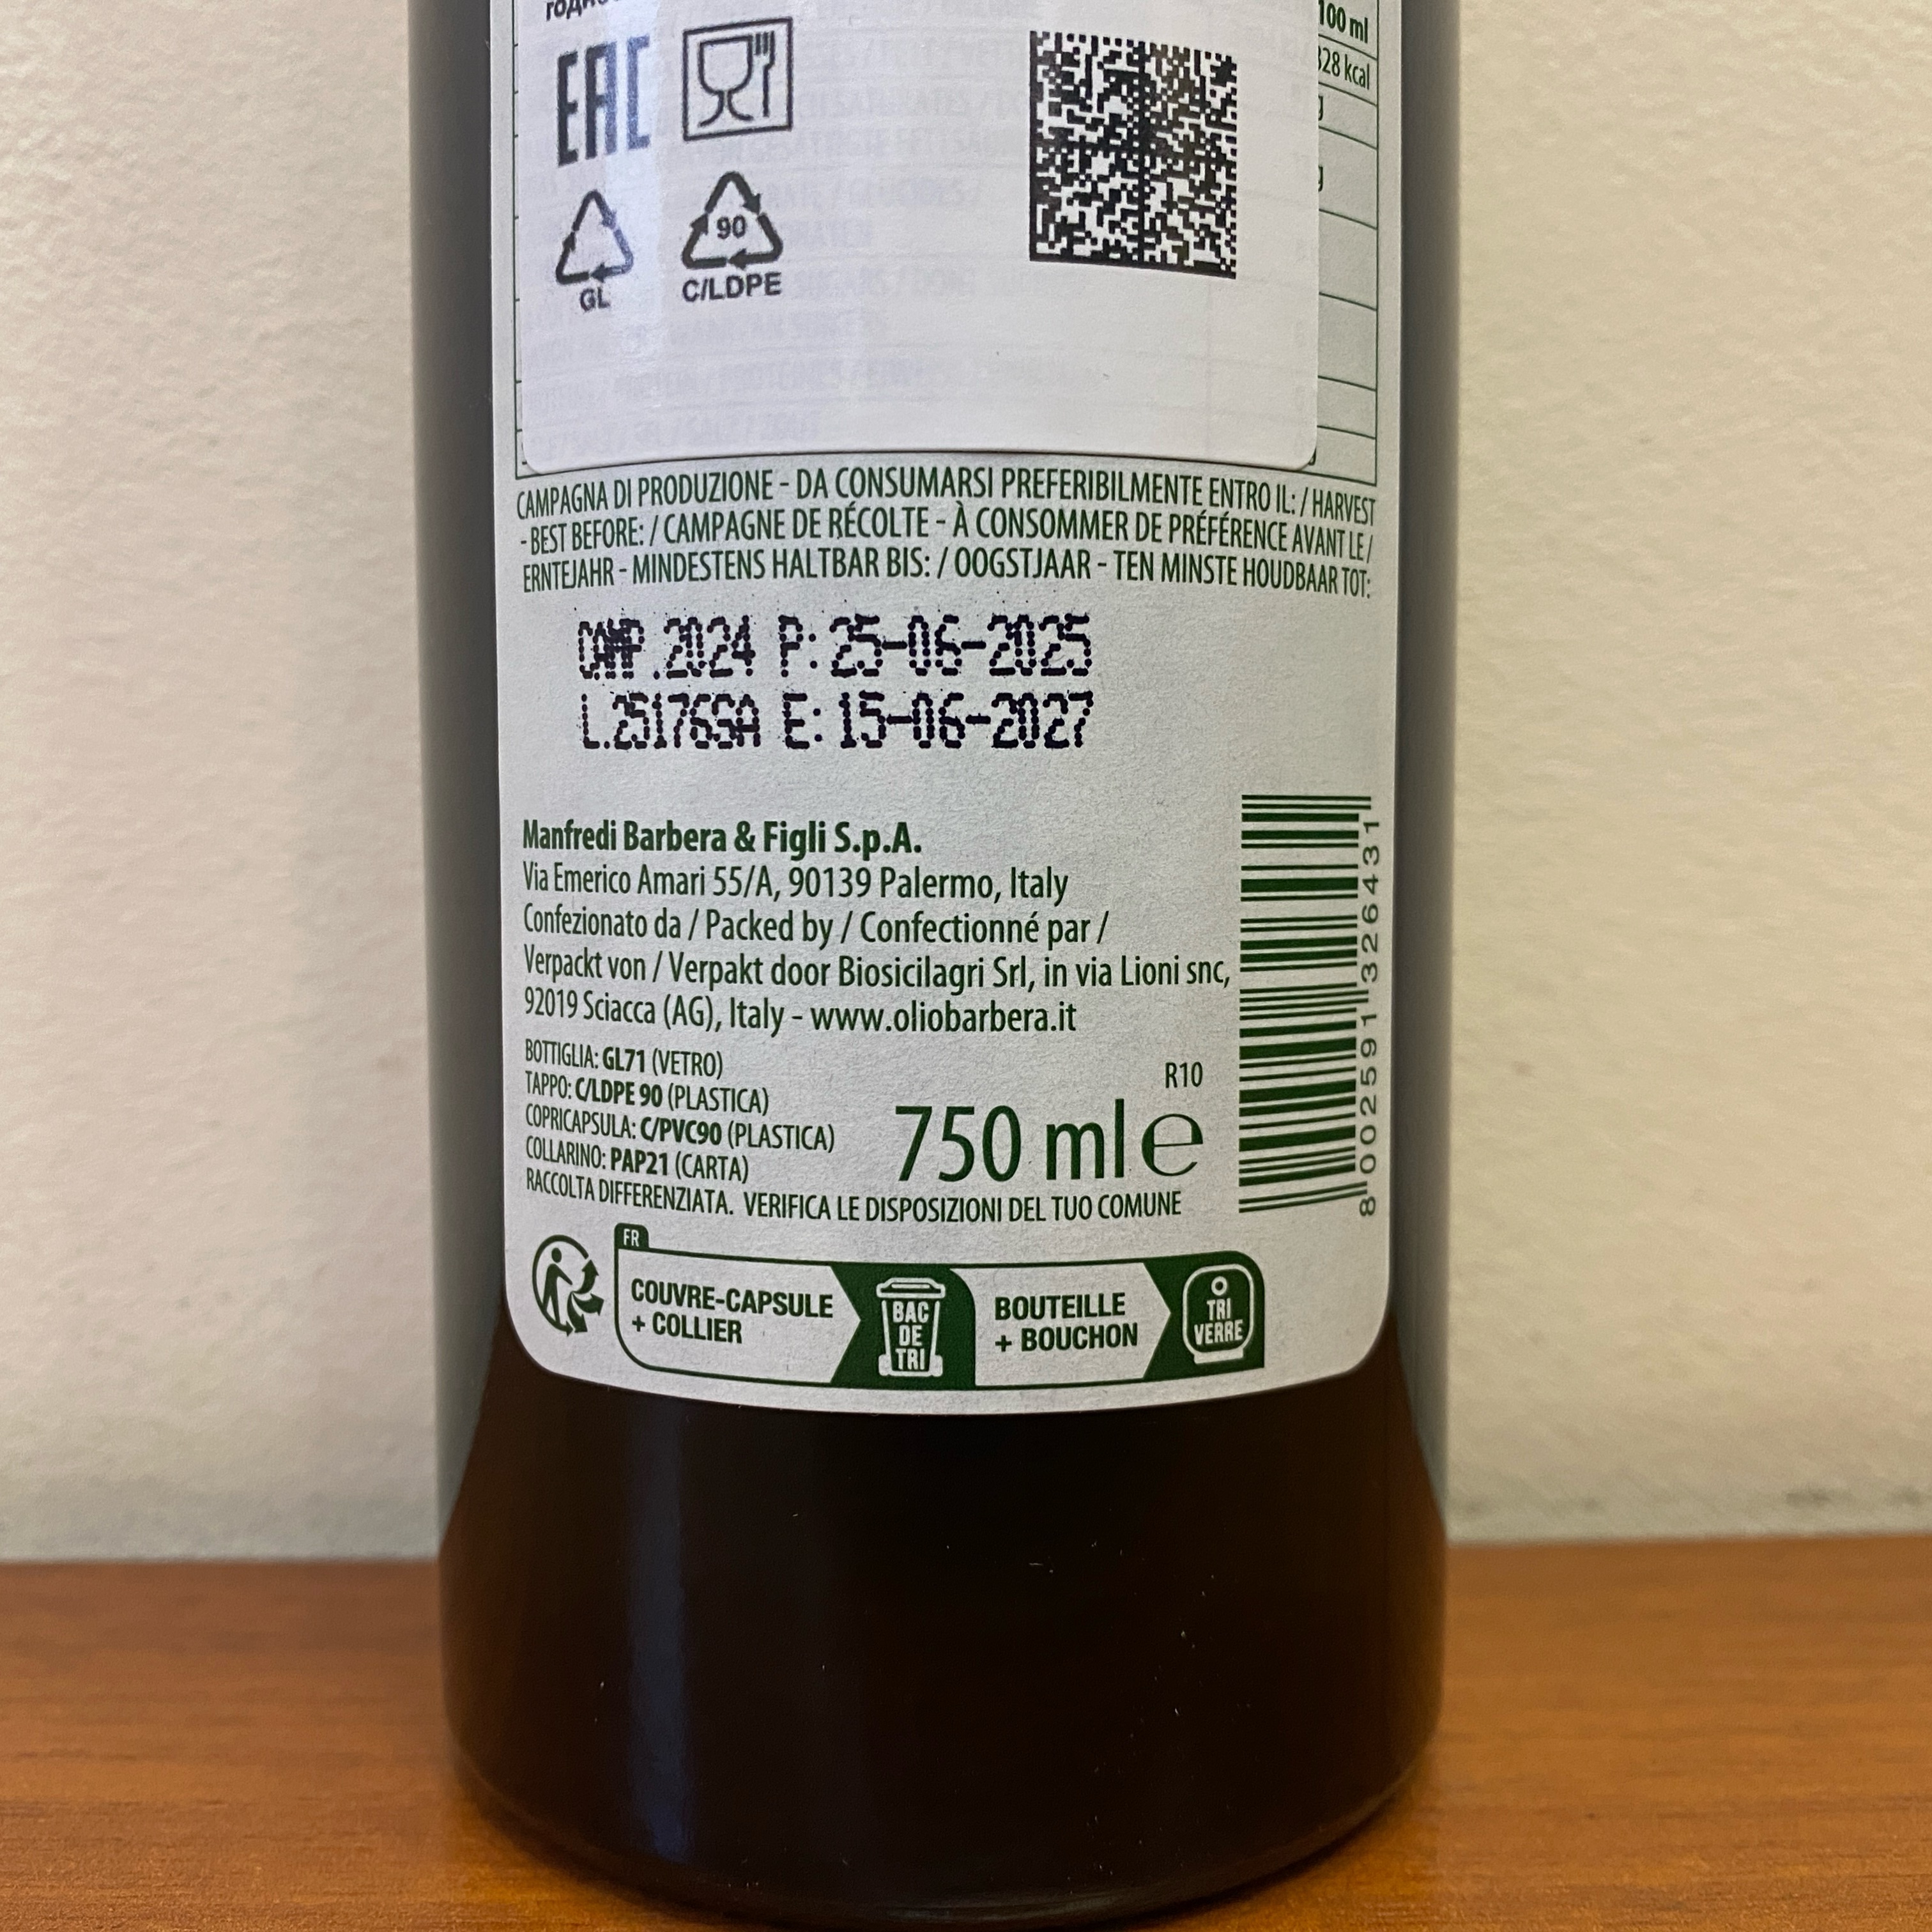 100 ml
828 kcal
EAC
90
GL
C/LDPE
CAMPAGNA DI PRODUZIONE - DA CONSUMARSI PREFERIBILMENTE ENTRO IL: / HARVEST
- BEST BEFORE: / CAMPAGNE DE RÉCOLTE - À CONSOMMER DE PRÉFÉRENCE AVANT LE /
ERNTEJAHR - MINDESTENS HALTBAR BIS: / OOGSTJAAR - TEN MINSTE HOUDBAAR TOT:
CAMP.2024 P: 25-06-2025
L.25176SA E: 15-06-2027
Manfredi Barbera & Figli S.p.A.
Via Emerico Amari 55/A, 90139 Palermo, Italy
Confezionato da / Packed by / Confectionné par /
Verpackt von / Verpakt door Biosicilagri Srl, in via Lioni snc,
92019 Sciacca (AG), Italy - www.oliobarbera.it
BOTTIGLIA: GL71 (VETRO)
TAPPO: C/LDPE 90 (PLASTICA)
COPRICAPSULA: C/PVC90 (PLASTICA)
COLLARINO: PAP21 (CARTA)
RACCOLTA DIFFERENZIATA. VERIFICA LE DISPOSIZIONI DEL TUO COMUNE
R10
750 ml e
8 002591 326431
FR
COUVRE-CAPSULE
+ COLLIER
BAC
DE
TRI
BOUTEILLE
+ BOUCHON
TRI
VERRE